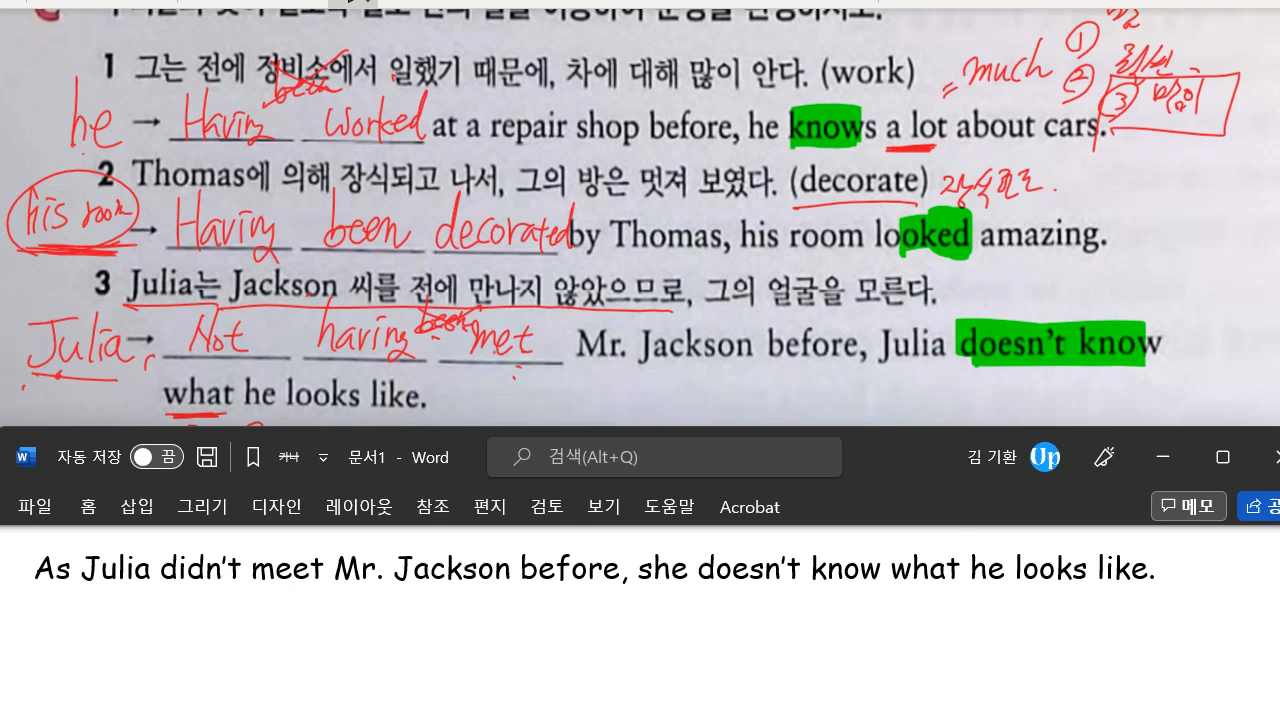 1 그는 전에 정비소에서 일했기 때문에, 차에 대해 많이 안다. (work)
= much
①
②
③
he
been
→ Having worked at a repair shop before, he knows a lot about cars.
2 Thomas에 의해 장식되고 나서, 그의 방은 멋져 보였다. (decorate)
his room
→ Having been decorated by Thomas, his room looked amazing.
3 Julia는 Jackson 씨를 전에 만나지 않았으므로, 그의 얼굴을 모른다.
been
Julia → Not having met Mr. Jackson before, Julia doesn't know
what he looks like.
자동 저장 끔 문서1 - Word 검색(Alt+Q) 김 기환 Up
파일 홈 삽입 그리기 디자인 레이아웃 참조 편지 검토 보기 도움말 Acrobat 메모
As Julia didn't meet Mr. Jackson before, she doesn't know what he looks like.